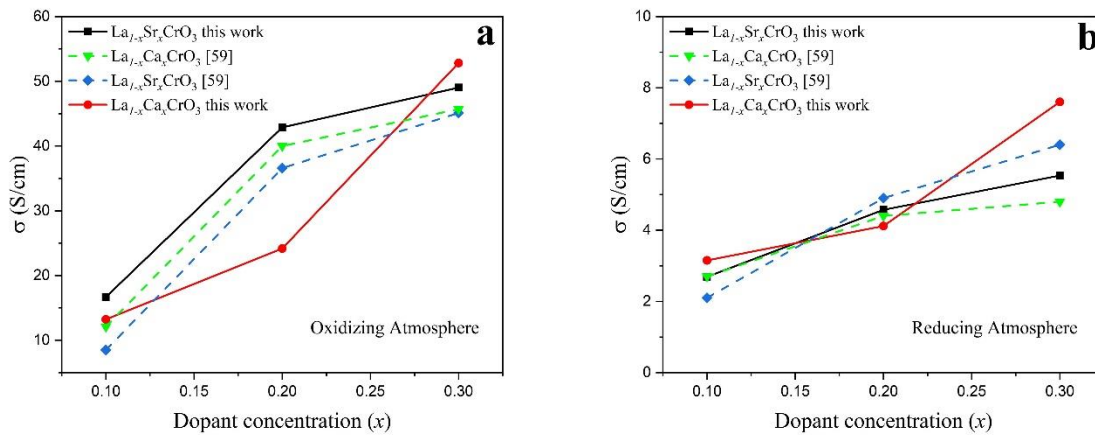 a
La1-xSrxCrO3 this work
La1-xCaxCrO3 [59]
La1-xSrxCrO3 [59]
La1-xCaxCrO3 this work
60
50
40
30
20
10
σ (S/cm)
Oxidizing Atmosphere
0.10 0.15 0.20 0.25 0.30
Dopant concentration (x)
b
La1-xSrxCrO3 this work
La1-xCaxCrO3 [59]
La1-xSrxCrO3 [59]
La1-xCaxCrO3 this work
10
8
6
4
2
0
σ (S/cm)
Reducing Atmosphere
0.10 0.15 0.20 0.25 0.30
Dopant concentration (x)